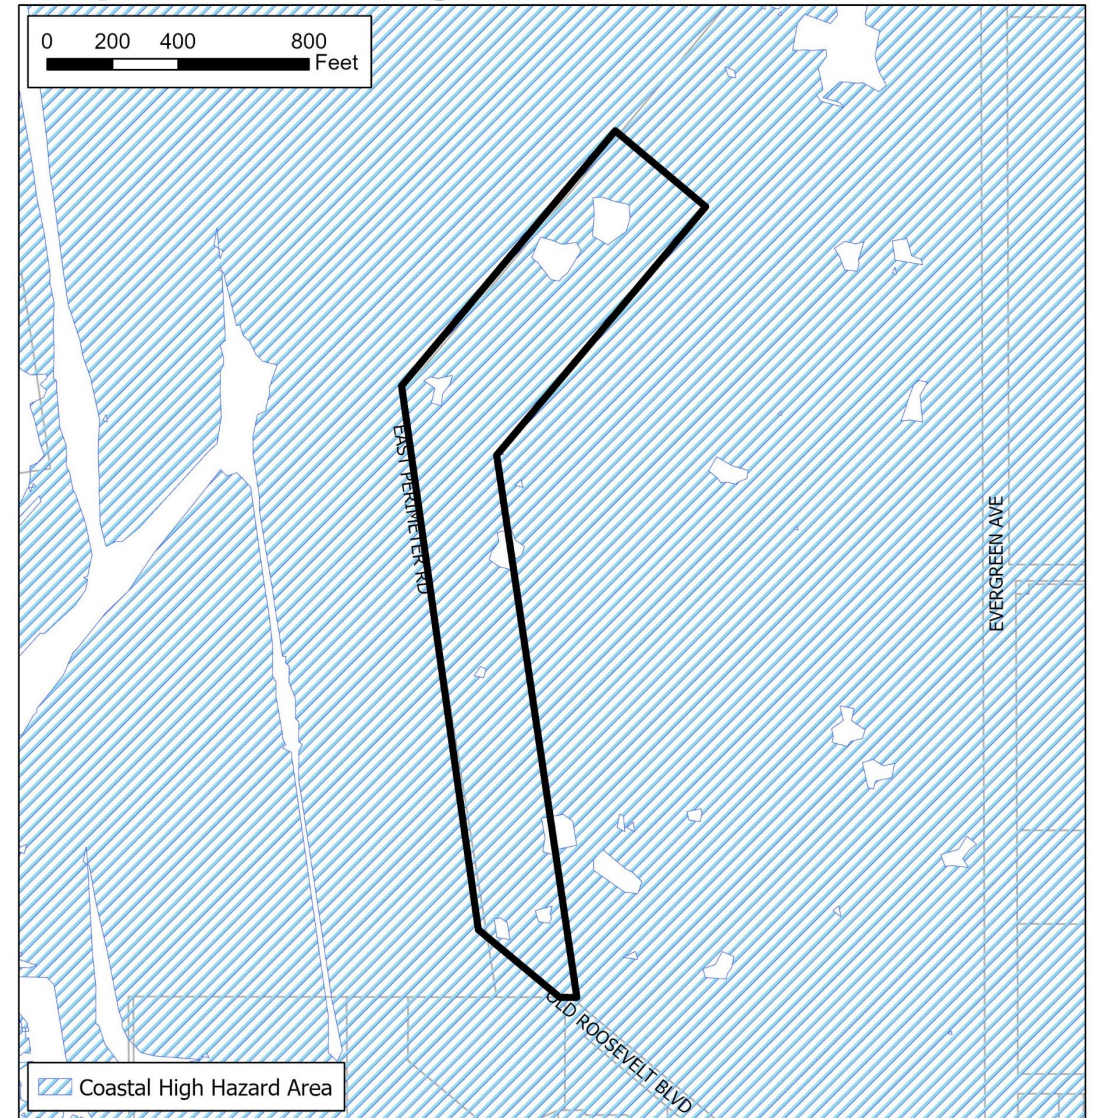 0 200 400 800
Feet
EAST PERIMETER RD
EVERGREEN AVE
OLD ROOSEVELT BLVD
Coastal High Hazard Area